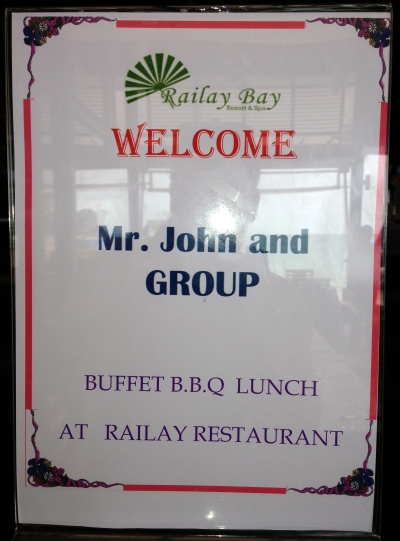 Railay Bay
Resort & Spa
WELCOME
Mr. John and
GROUP
BUFFET B.B.Q LUNCH
AT RAILAY RESTAURANT